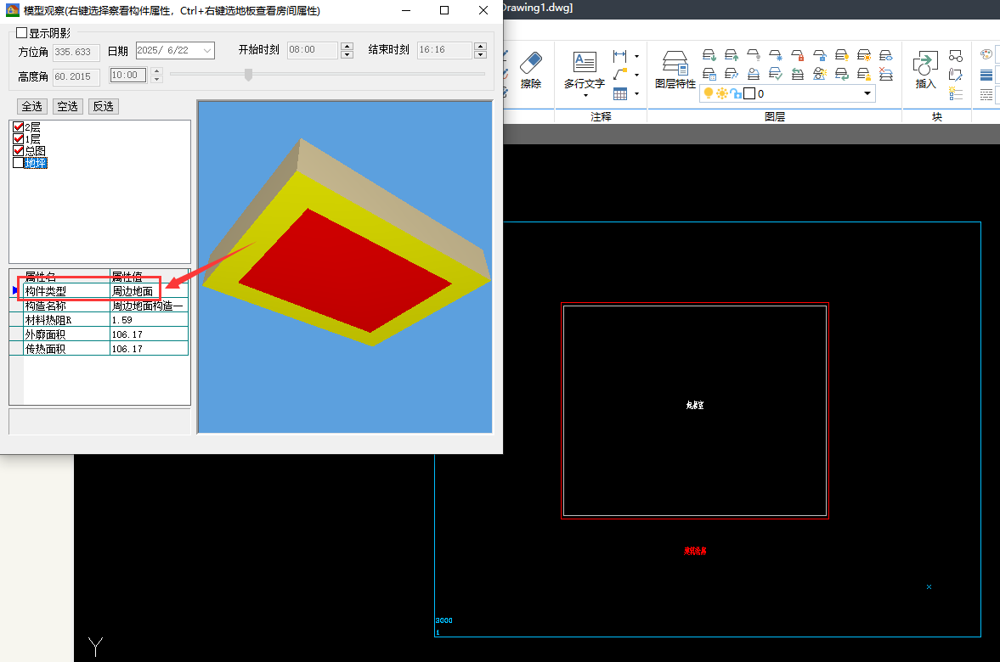 模型观察(右键选择察看构件属性, Ctrl+右键选地板查看房间属性)
Drawing1.dwg]
显示阴影
方位角 335.633 日期 2025/ 6/22 开始时刻 08:00 结束时刻 16:16
高度角 60.2015 10:00
全选 空选 反选
2层
1层
总图
地坪
属性名 属性值
构件类型 周边地面
构造名称 周边地面构造一
材料热阻R 1.59
外廓面积 106.17
传热面积 106.17
擦除
多行文字
图层特性
0
插入
注释
图层
块
起居室
3000
1
Y